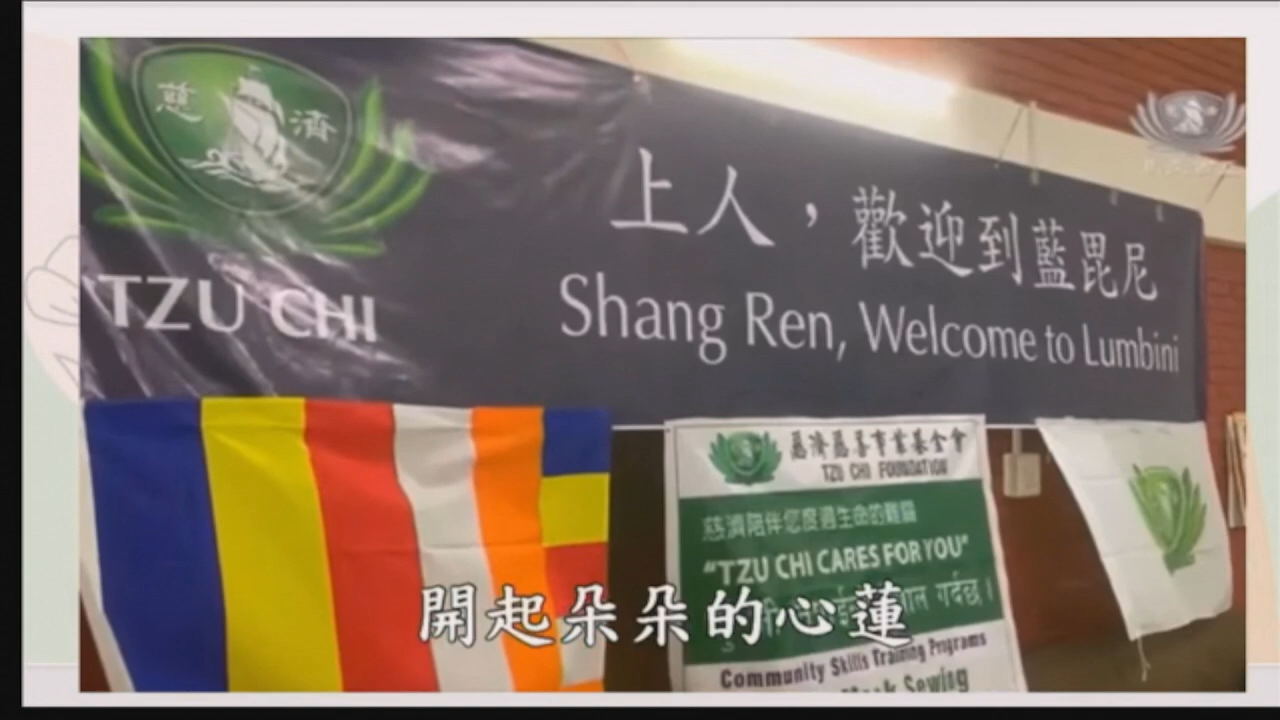 慈濟
TZU CHI
上人，歡迎到藍毘尼
Shang Ren, Welcome to Lumbini
慈濟慈善事業基金會
TZU CHI FOUNDATION
慈濟陪伴您度過生命的難關
"TZU CHI CARES FOR YOU"
गर्दछ।
開起朵朵的心蓮
Community Skills Training Programs
Sewing